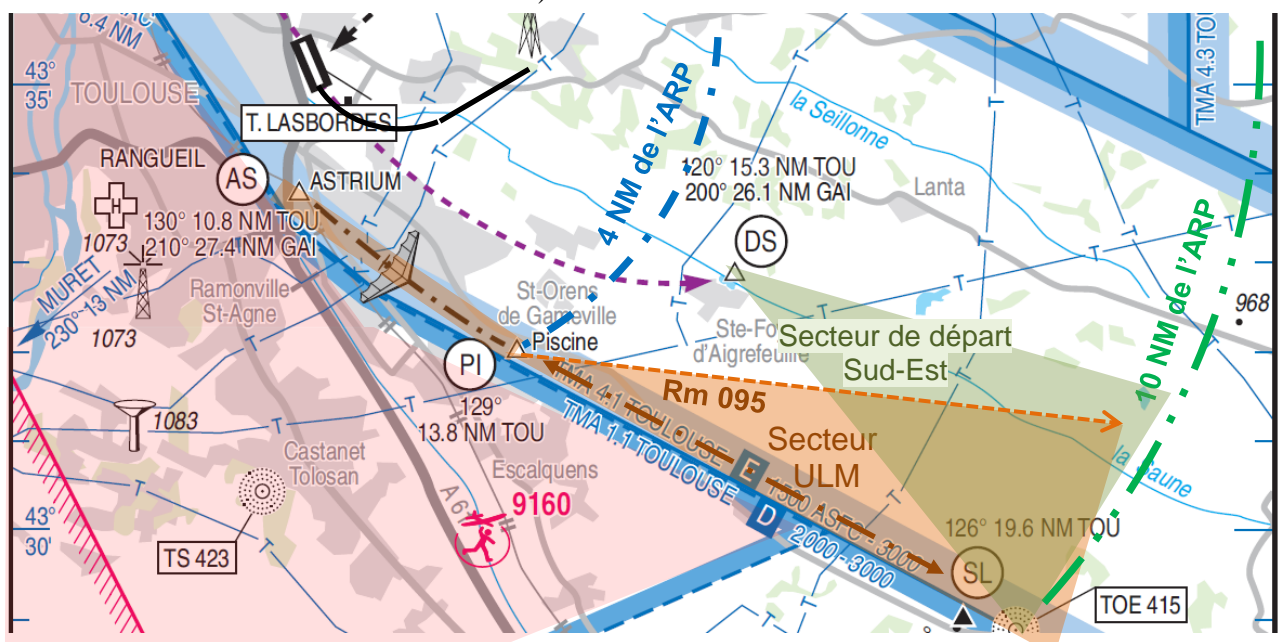 6.4 NM
43°
35'
TOULOUSE
T. LASBORDES
RANGUEIL
AS
ASTRIUM
130° 10.8 NM TOU
210° 27.4 NM GAI
1073
MURET
230° 13 NM
1073
Ramonville
St-Agne
4 NM de l'ARP
la Seillonne
TMA 4.3 TOU
120° 15.3 NM TOU
200° 26.1 NM GAI
Lanta
DS
St-Orens
de Gameville
Piscine
PI
129°
13.8 NM TOU
Ste-Fo
d'Aigrefeuille
Secteur de départ
Sud-Est
10 NM de l'ARP
968
Rm 095
TMA 4.1 TOULOUSE
E
1500 ASFC - 3000
TMA 1.1 TOULOUSE
D
2000 - 3000
Secteur
ULM
la Saune
1083
Castanet
Tolosan
Escalquens
A 61
9160
126° 19.6 NM TOU
SL
43°
30'
TS 423
TOE 415
T